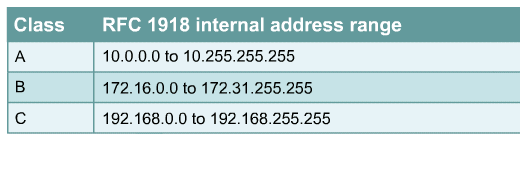 Class RFC 1918 internal address range
A 10.0.0.0 to 10.255.255.255
B 172.16.0.0 to 172.31.255.255
C 192.168.0.0 to 192.168.255.255